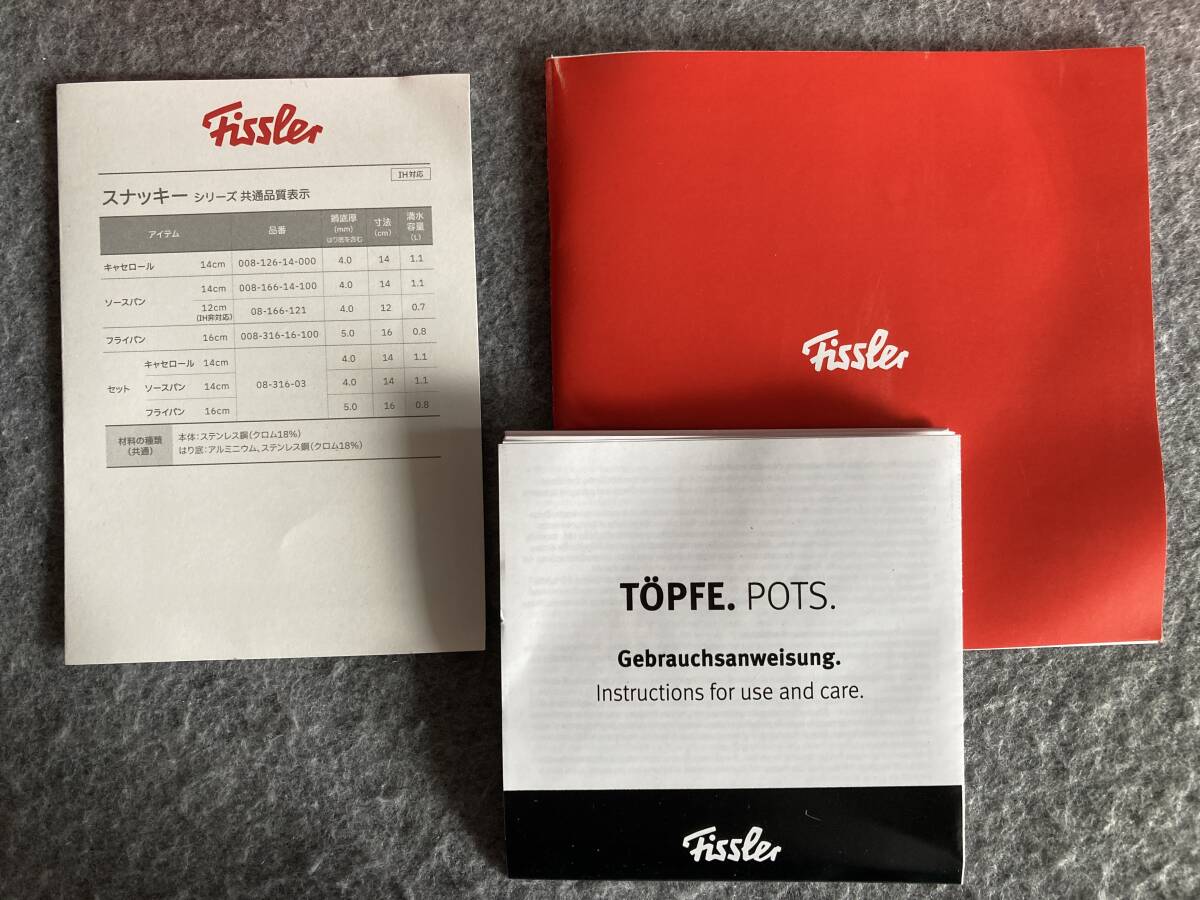 Fissler
IH対応
スナッキー シリーズ 共通品質表示
アイテム 品番 鍋底厚 (mm) はり底を含む 寸法 (cm) 満水容量 (L)
キャセロール 14cm 008-126-14-000 4.0 14 1.1
ソースパン 14cm 008-166-14-100 4.0 14 1.1
12cm (IH非対応) 08-166-121 4.0 12 0.7
フライパン 16cm 008-316-16-100 5.0 16 0.8
セット キャセロール 14cm 08-316-03 4.0 14 1.1
ソースパン 14cm 4.0 14 1.1
フライパン 16cm 5.0 16 0.8
材料の種類 (共通) 本体:ステンレス鋼(クロム18%)
はり底:アルミニウム、ステンレス鋼(クロム18%)
Fissler
TÖPFE. POTS.
Gebrauchsanweisung.
Instructions for use and care.
Fissler